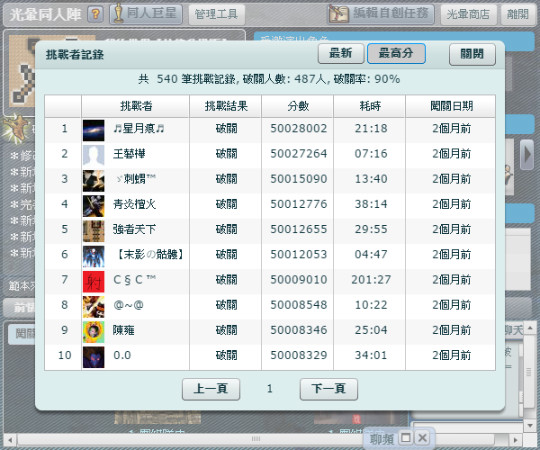 光暈同人陣 ? 同人巨星 管理工具 編輯自創任務 光暈商店 離開
挑戰者記錄 最新 最高分 關閉
共 540 筆挑戰記錄, 破關人數: 487人, 破關率: 90%
挑戰者 挑戰結果 分數 耗時 闖關日期
1 ♬星月痕♬ 破關 50028002 21:18 2個月前
2 王藝樺 破關 50027264 07:16 2個月前
3 ゞ刺蝟™ 破關 50015090 13:40 2個月前
4 青炎檀火 破關 50012776 38:14 2個月前
5 強者天下 破關 50012655 29:55 2個月前
6 【末影の骷髏】 破關 50012053 04:47 2個月前
7 C§C™ 破關 50009010 201:27 2個月前
8 @~@ 破關 50008548 10:22 2個月前
9 陳雍 破關 50008346 25:04 2個月前
10 0.0 破關 50008329 34:01 2個月前
上一頁 1 下一頁
聊頻